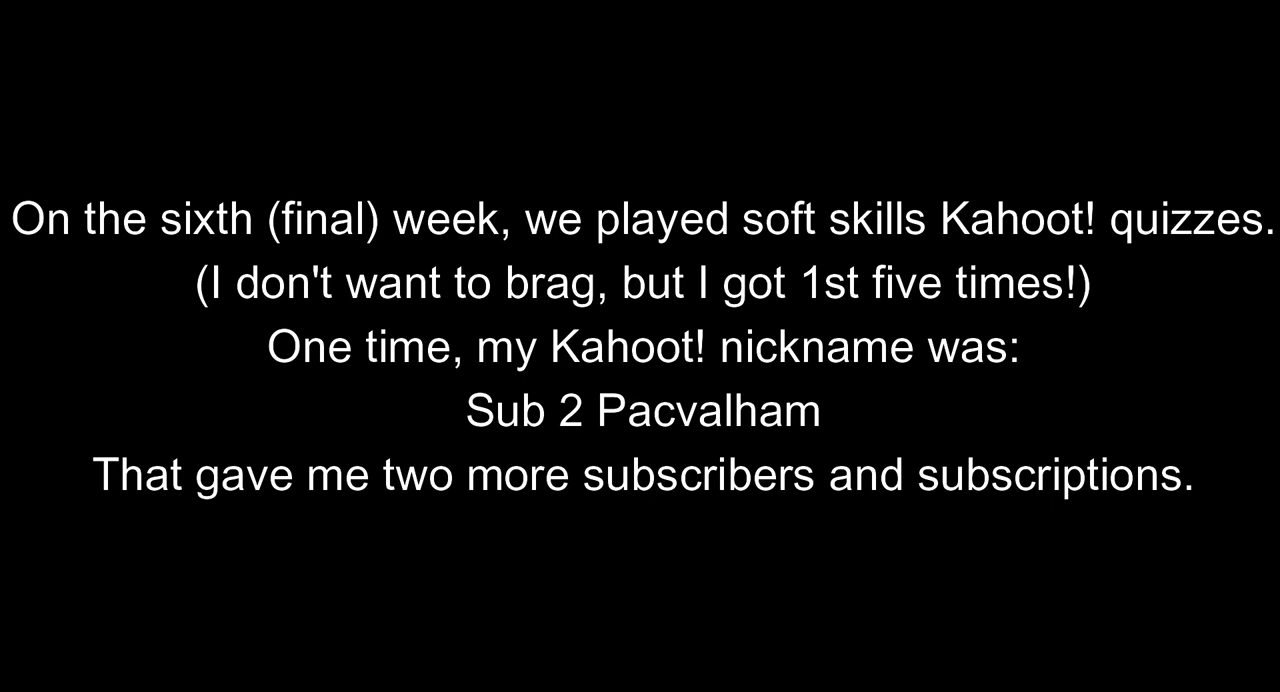 On the sixth (final) week, we played soft skills Kahoot! quizzes.
(I don't want to brag, but I got 1st five times!)
One time, my Kahoot! nickname was:
Sub 2 Pacvalham
That gave me two more subscribers and subscriptions.